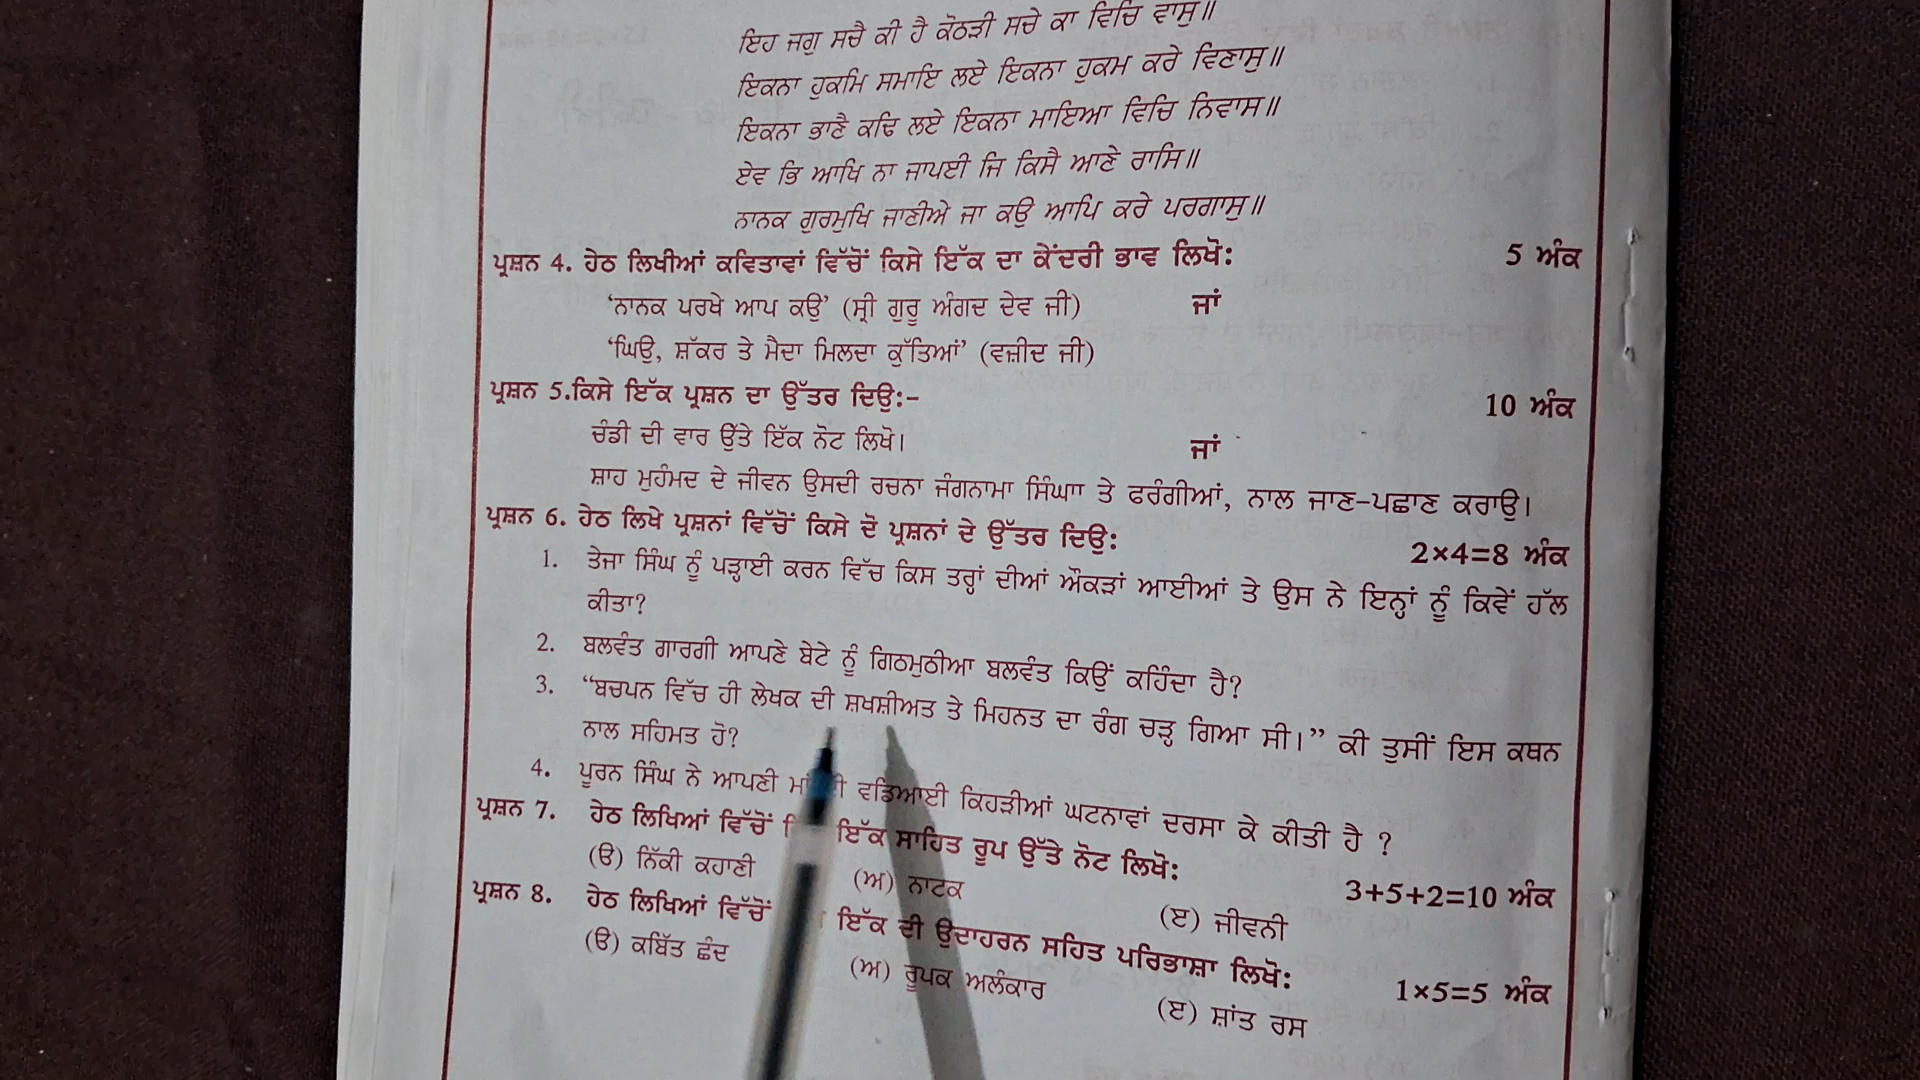 ਇਹ ਜਗੁ ਸਚੈ ਕੀ ਹੈ ਕੋਠੜੀ ਸਚੇ ਕਾ ਵਿਚਿ ਵਾਸੁ॥
ਇਕਨਾ ਹੁਕਮਿ ਸਮਾਇ ਲਏ ਇਕਨਾ ਹੁਕਮ ਕਰੇ ਵਿਣਾਸੁ॥
ਇਕਨਾ ਭਾਣੈ ਕਢਿ ਲਏ ਇਕਨਾ ਮਾਇਆ ਵਿਚਿ ਨਿਵਾਸ॥
ਏਵ ਭਿ ਆਖਿ ਨਾ ਜਾਪਈ ਜਿ ਕਿਸੈ ਆਣੇ ਰਾਸਿ॥
ਨਾਨਕ ਗੁਰਮੁਖਿ ਜਾਣੀਐ ਜਾ ਕਉ ਆਪਿ ਕਰੇ ਪਰਗਾਸੁ॥
ਪ੍ਰਸ਼ਨ 4. ਹੇਠ ਲਿਖੀਆਂ ਕਵਿਤਾਵਾਂ ਵਿੱਚੋਂ ਕਿਸੇ ਇੱਕ ਦਾ ਕੇਂਦਰੀ ਭਾਵ ਲਿਖੋ: 5 ਅੰਕ
‘ਨਾਨਕ ਪਰਖੇ ਆਪ ਕਉ’ (ਸ੍ਰੀ ਗੁਰੂ ਅੰਗਦ ਦੇਵ ਜੀ) ਜਾਂ
‘ਘਿਉ, ਸ਼ੱਕਰ ਤੇ ਮੈਦਾ ਮਿਲਦਾ ਕੁੱਤਿਆਂ’ (ਵਜ਼ੀਦ ਜੀ)
ਪ੍ਰਸ਼ਨ 5.ਕਿਸੇ ਇੱਕ ਪ੍ਰਸ਼ਨ ਦਾ ਉੱਤਰ ਦਿਉ:- 10 ਅੰਕ
ਚੰਡੀ ਦੀ ਵਾਰ ਉੱਤੇ ਇੱਕ ਨੋਟ ਲਿਖੋ। ਜਾਂ
ਸ਼ਾਹ ਮੁਹੰਮਦ ਦੇ ਜੀਵਨ ਉਸਦੀ ਰਚਨਾ ਜੰਗਨਾਮਾ ਸਿੰਘਾਾ ਤੇ ਫਰੰਗੀਆਂ, ਨਾਲ ਜਾਣ-ਪਛਾਣ ਕਰਾਉ।
ਪ੍ਰਸ਼ਨ 6. ਹੇਠ ਲਿਖੇ ਪ੍ਰਸ਼ਨਾਂ ਵਿੱਚੋਂ ਕਿਸੇ ਦੋ ਪ੍ਰਸ਼ਨਾਂ ਦੇ ਉੱਤਰ ਦਿਉ: 2×4=8 ਅੰਕ
1. ਤੇਜਾ ਸਿੰਘ ਨੂੰ ਪੜ੍ਹਾਈ ਕਰਨ ਵਿੱਚ ਕਿਸ ਤਰ੍ਹਾਂ ਦੀਆਂ ਔਕੜਾਂ ਆਈਆਂ ਤੇ ਉਸ ਨੇ ਇਨ੍ਹਾਂ ਨੂੰ ਕਿਵੇਂ ਹੱਲ
ਕੀਤਾ?
2. ਬਲਵੰਤ ਗਾਰਗੀ ਆਪਣੇ ਬੇਟੇ ਨੂੰ ਗਿਠਮੁਠੀਆ ਬਲਵੰਤ ਕਿਉਂ ਕਹਿੰਦਾ ਹੈ?
3. “ਬਚਪਨ ਵਿੱਚ ਹੀ ਲੇਖਕ ਦੀ ਸ਼ਖਸ਼ੀਅਤ ਤੇ ਮਿਹਨਤ ਦਾ ਰੰਗ ਚੜ੍ਹ ਗਿਆ ਸੀ।” ਕੀ ਤੁਸੀਂ ਇਸ ਕਥਨ
ਨਾਲ ਸਹਿਮਤ ਹੋ?
4. ਪੂਰਨ ਸਿੰਘ ਨੇ ਆਪਣੀ ਵਡਿਆਈ ਕਿਹੜੀਆਂ ਘਟਨਾਵਾਂ ਦਰਸਾ ਕੇ ਕੀਤੀ ਹੈ ?
ਪ੍ਰਸ਼ਨ 7. ਹੇਠ ਲਿਖਿਆਂ ਵਿੱਚੋਂ ਇੱਕ ਸਾਹਿਤ ਰੂਪ ਉੱਤੇ ਨੋਟ ਲਿਖੋ: 3+5+2=10 ਅੰਕ
(ੳ) ਨਿੱਕੀ ਕਹਾਣੀ (ਅ) ਨਾਟਕ (ੲ) ਜੀਵਨੀ
ਪ੍ਰਸ਼ਨ 8. ਹੇਠ ਲਿਖਿਆਂ ਵਿੱਚੋਂ ਇੱਕ ਦੀ ਉਦਾਹਰਨ ਸਹਿਤ ਪਰਿਭਾਸ਼ਾ ਲਿਖੋ: 1×5=5 ਅੰਕ
(ੳ) ਕਬਿੱਤ ਛੰਦ (ਅ) ਰੂਪਕ ਅਲੰਕਾਰ (ੲ) ਸ਼ਾਂਤ ਰਸ